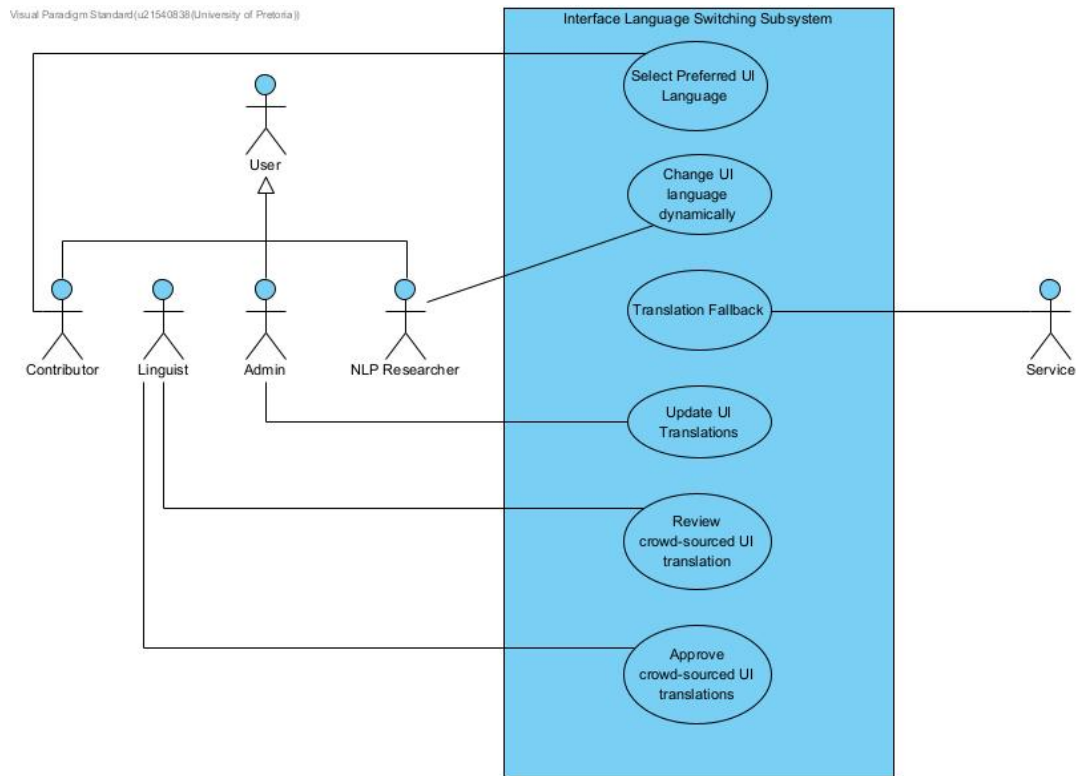 Visual Paradigm Standard(u21540838(University of Pretoria))
Interface Language Switching Subsystem
Select Preferred UI
Language
User
Change UI
language
dynamically
Translation Fallback
Contributor
Linguist
Admin
NLP Researcher
Service
Update UI
Translations
Review
crowd-sourced UI
translation
Approve
crowd-sourced UI
translations